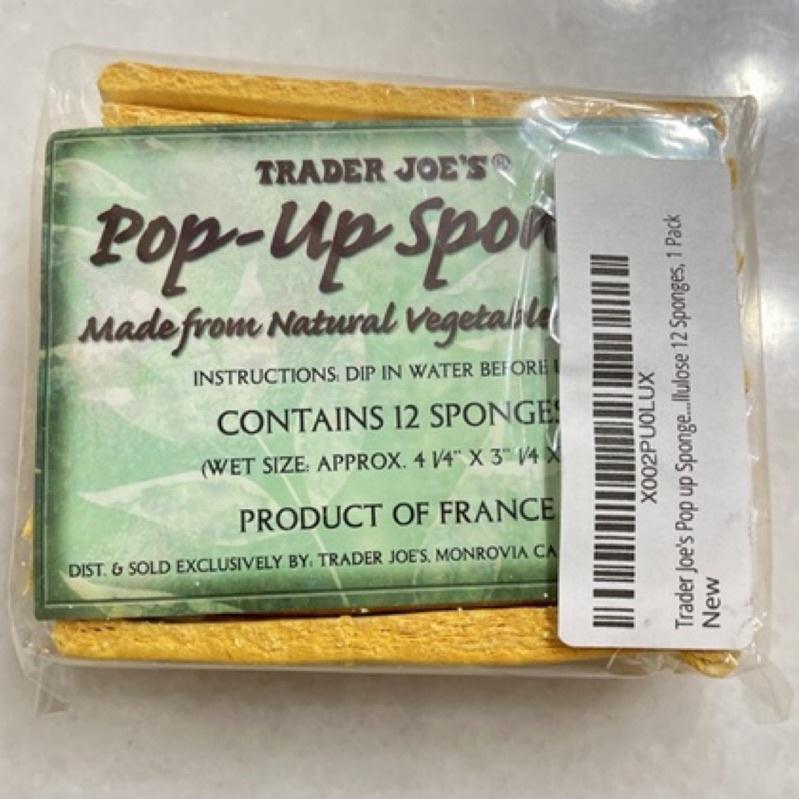 TRADER JOE'S®
Pop-Up Spon
Made from Natural Vegetable
INSTRUCTIONS: DIP IN WATER BEFORE
CONTAINS 12 SPONGES
(WET SIZE: APPROX. 4 1/4" X 3" 1/4 X
PRODUCT OF FRANCE
DIST. & SOLD EXCLUSIVELY BY: TRADER JOE'S, MONROVIA CA
X002PU0LUX
Trader Joe's Pop up Sponge...llulose 12 Sponges, 1 Pack
New